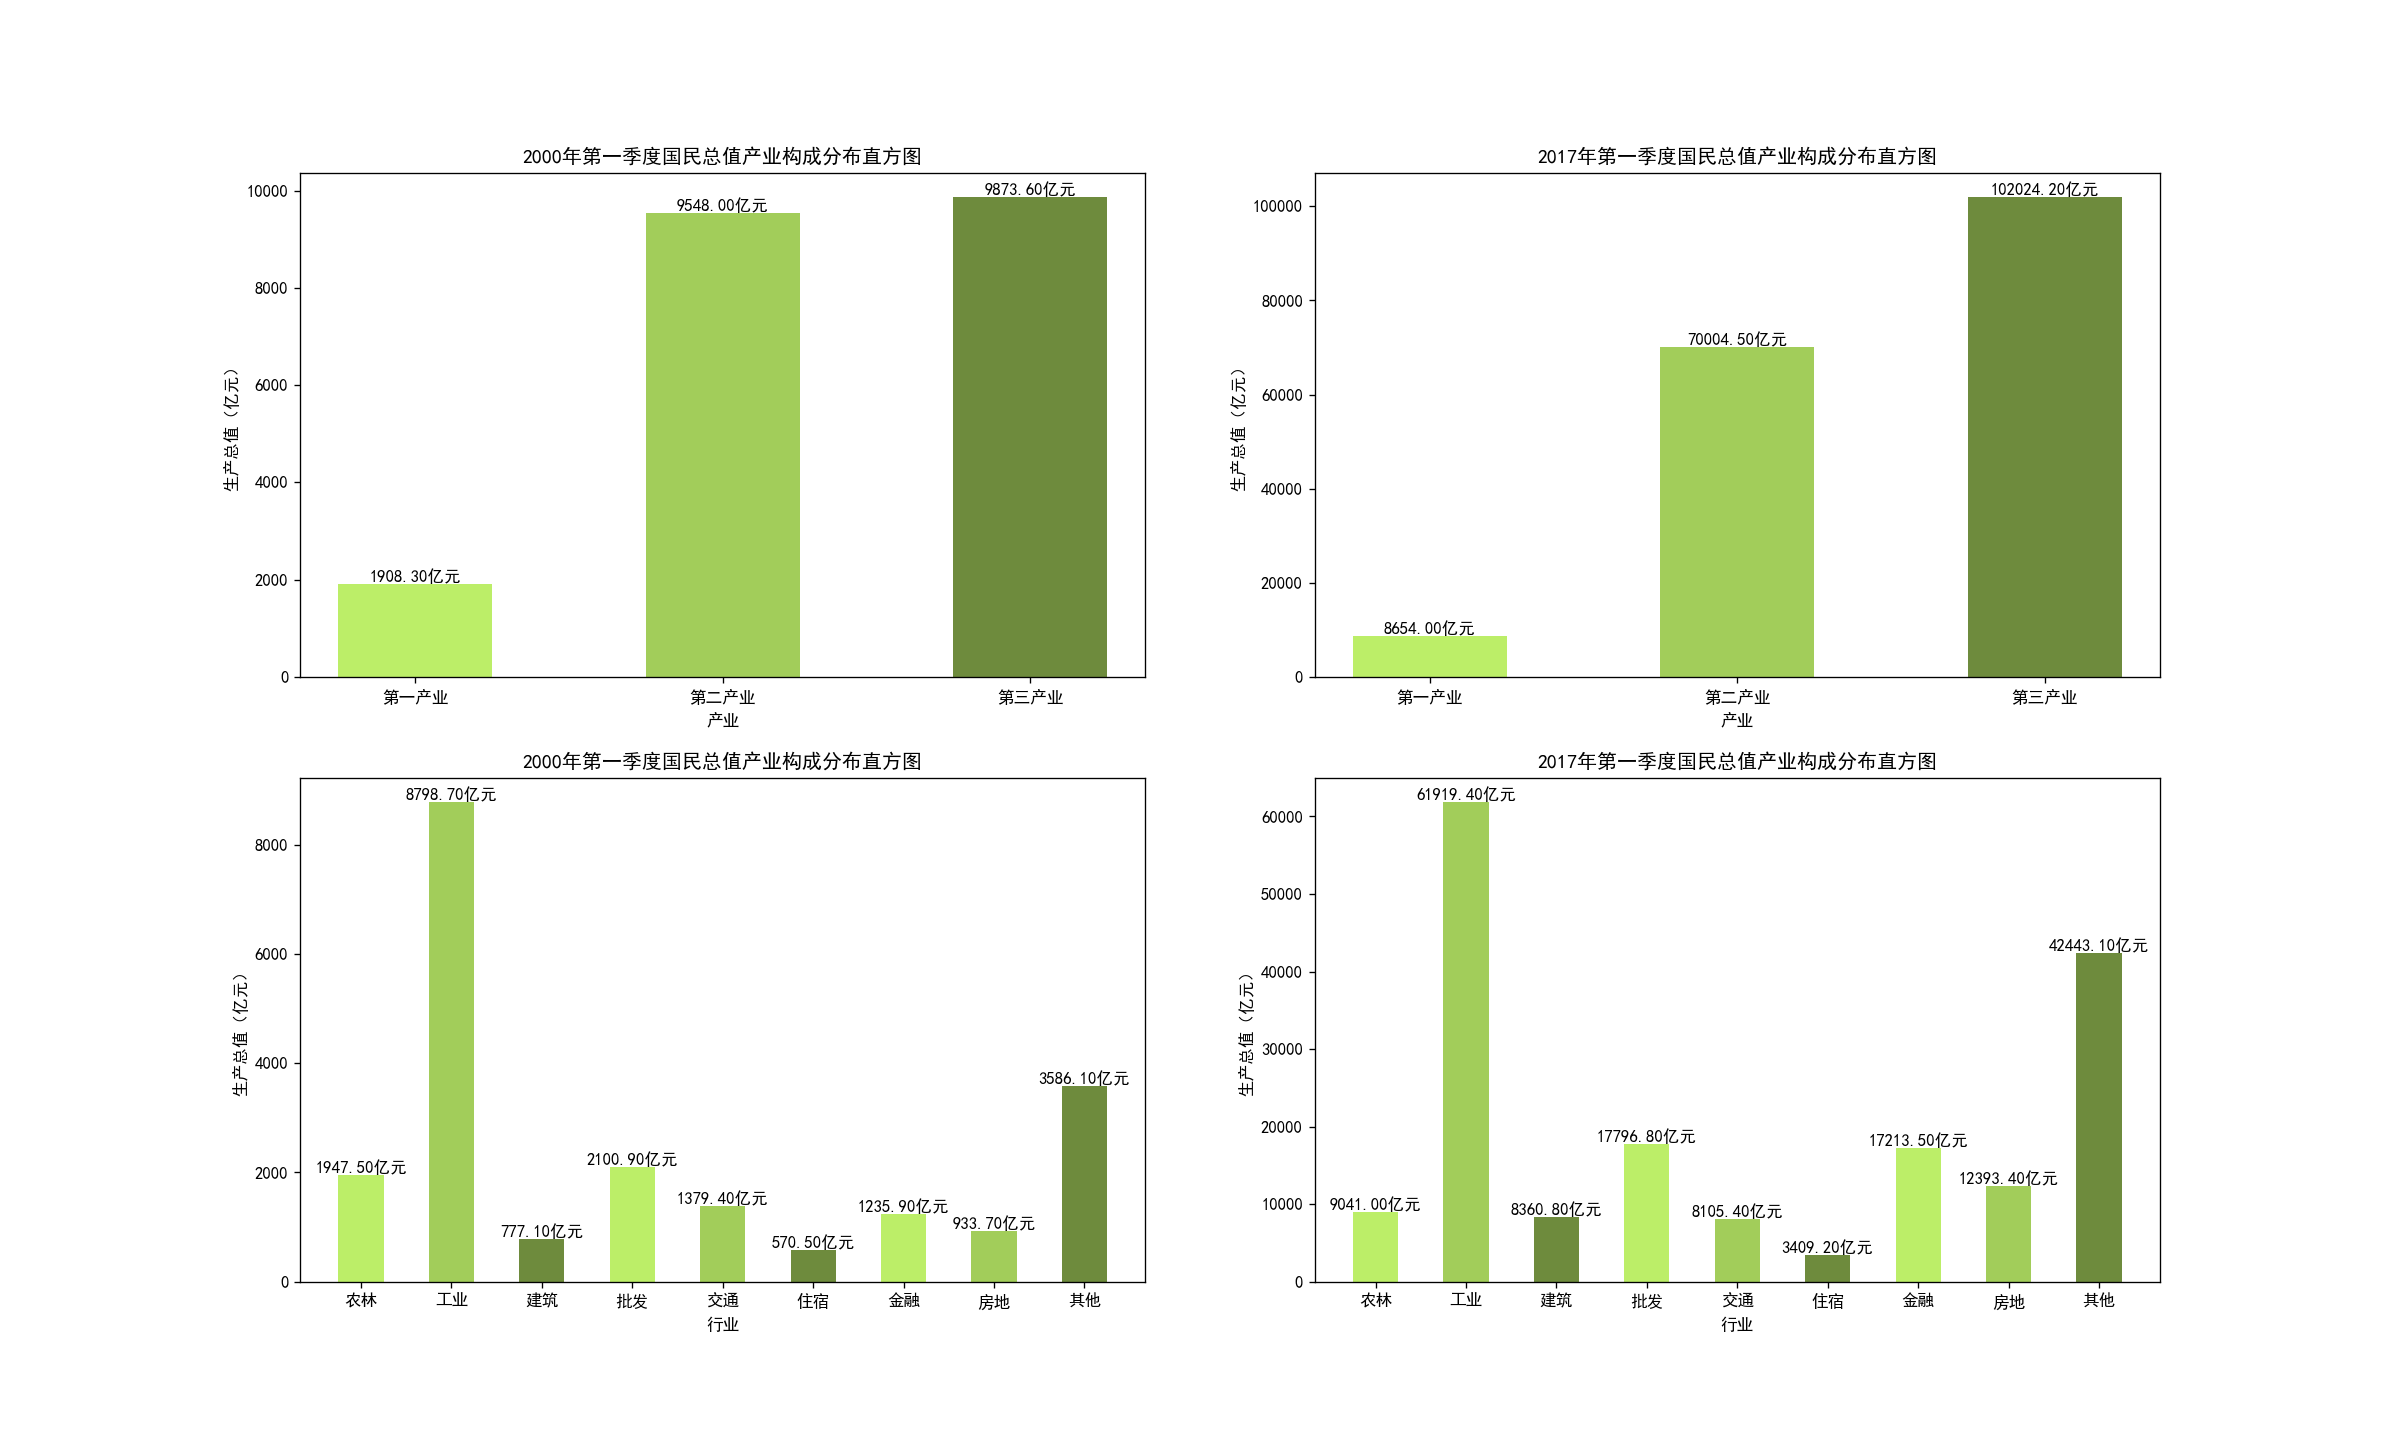 2000年第一季度国民总值产业构成分布直方图
生产总值（亿元）
10000
8000
6000
4000
2000
0
1908.30亿元
9548.00亿元
9873.60亿元
第一产业 第二产业 第三产业
产业
2017年第一季度国民总值产业构成分布直方图
生产总值（亿元）
100000
80000
60000
40000
20000
0
8654.00亿元
70004.50亿元
102024.20亿元
第一产业 第二产业 第三产业
产业
2000年第一季度国民总值产业构成分布直方图
生产总值（亿元）
8000
6000
4000
2000
0
1947.50亿元
8798.70亿元
777.10亿元
2100.90亿元
1379.40亿元
570.50亿元
1235.90亿元
933.70亿元
3586.10亿元
农林 工业 建筑 批发 交通 住宿 金融 房地 其他
行业
2017年第一季度国民总值产业构成分布直方图
生产总值（亿元）
60000
50000
40000
30000
20000
10000
0
9041.00亿元
61919.40亿元
8360.80亿元
17796.80亿元
8105.40亿元
3409.20亿元
17213.50亿元
12393.40亿元
42443.10亿元
农林 工业 建筑 批发 交通 住宿 金融 房地 其他
行业